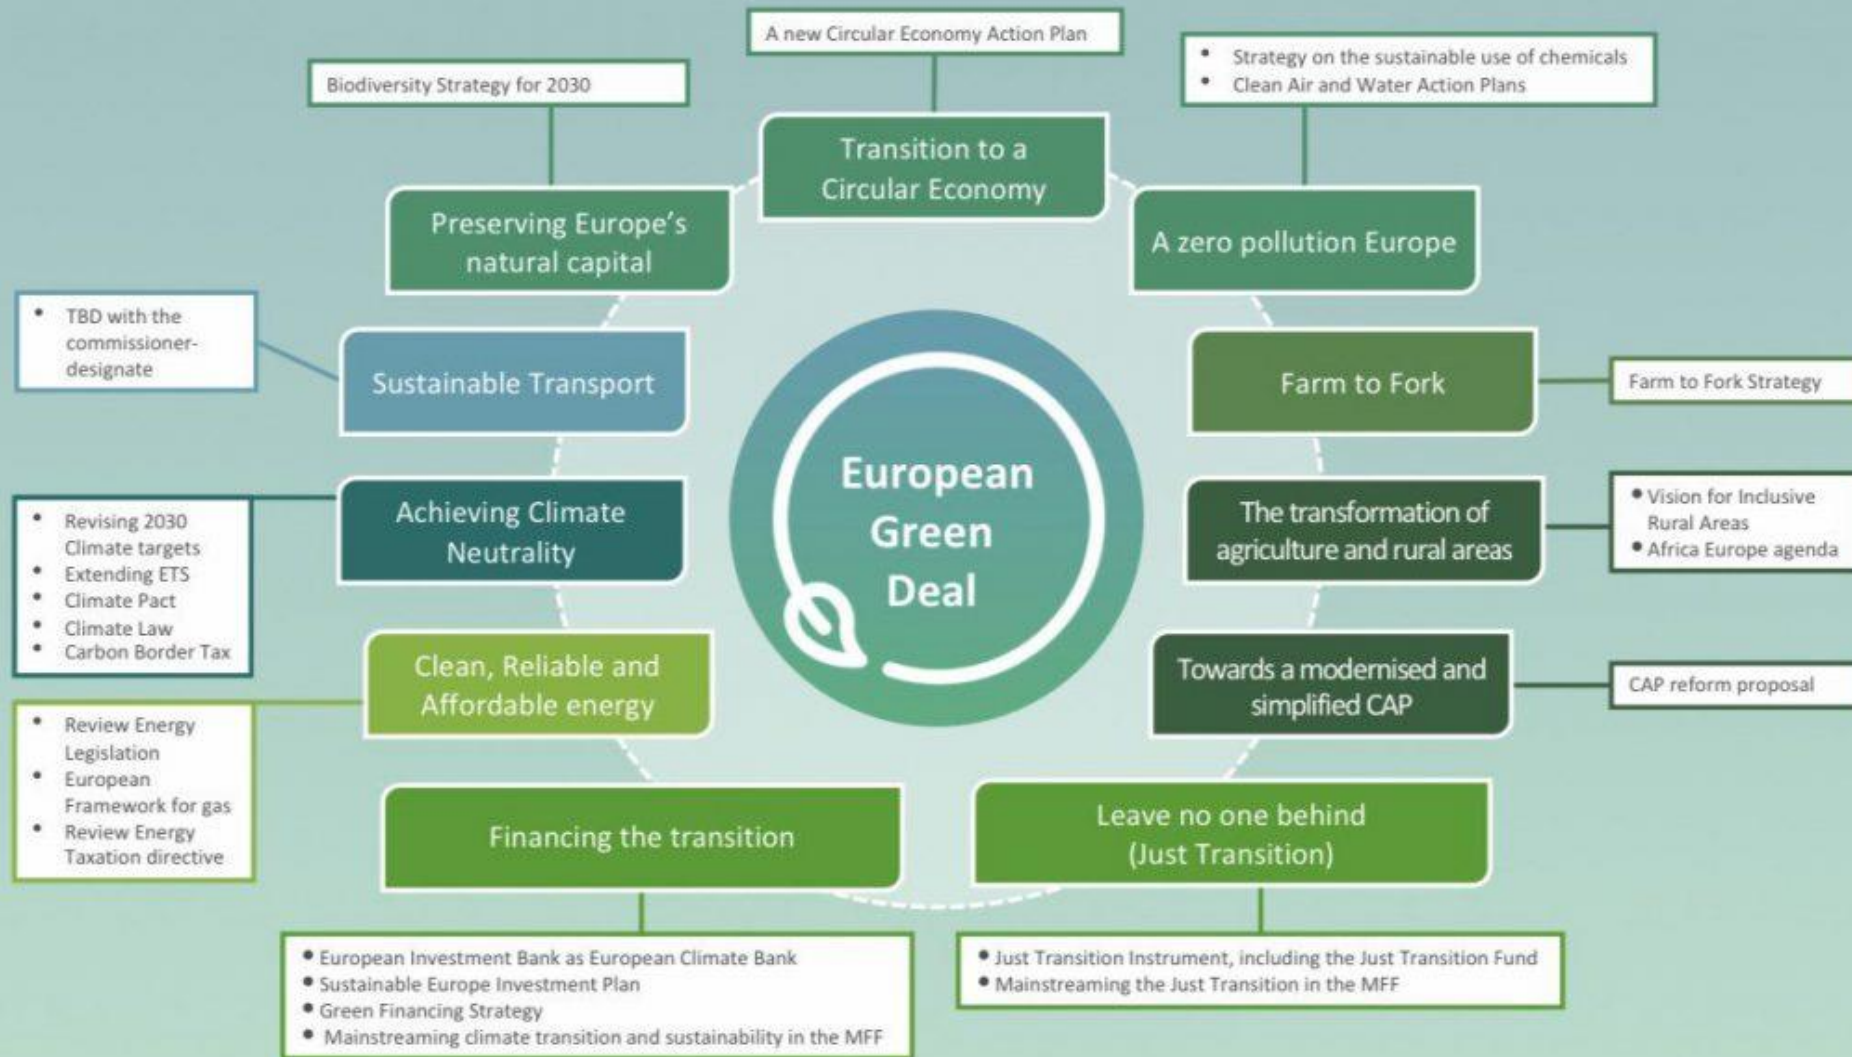 A new Circular Economy Action Plan
Biodiversity Strategy for 2030
• Strategy on the sustainable use of chemicals
• Clean Air and Water Action Plans
Transition to a
Circular Economy
Preserving Europe's
natural capital
A zero pollution Europe
• TBD with the
commissioner-
designate
Sustainable Transport
Farm to Fork
Farm to Fork Strategy
European
Green
Deal
Achieving Climate
Neutrality
• Revising 2030
Climate targets
• Extending ETS
• Climate Pact
• Climate Law
• Carbon Border Tax
The transformation of
agriculture and rural areas
• Vision for Inclusive
Rural Areas
• Africa Europe agenda
Clean, Reliable and
Affordable energy
• Review Energy
Legislation
• European
Framework for gas
• Review Energy
Taxation directive
Towards a modernised and
simplified CAP
CAP reform proposal
Financing the transition
Leave no one behind
(Just Transition)
• European Investment Bank as European Climate Bank
• Sustainable Europe Investment Plan
• Green Financing Strategy
• Mainstreaming climate transition and sustainability in the MFF
• Just Transition Instrument, including the Just Transition Fund
• Mainstreaming the Just Transition in the MFF